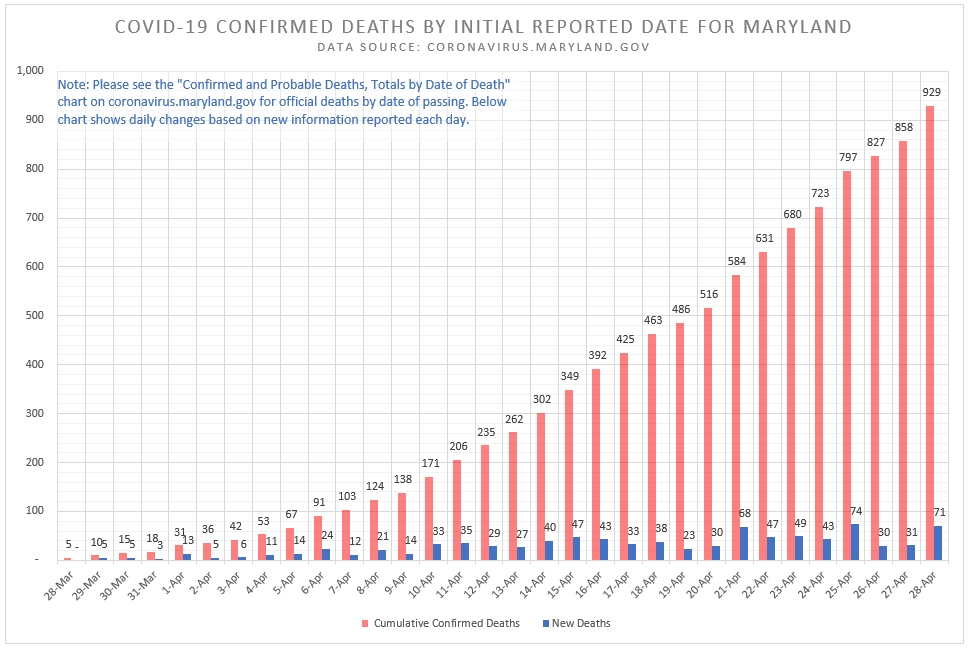 COVID-19 CONFIRMED DEATHS BY INITIAL REPORTED DATE FOR MARYLAND
DATA SOURCE: CORONAVIRUS.MARYLAND.GOV
Note: Please see the "Confirmed and Probable Deaths, Totals by Date of Death"
chart on coronavirus.maryland.gov for official deaths by date of passing. Below
chart shows daily changes based on new information reported each day.
1,000
900
800
700
600
500
400
300
200
100
-
5 10 15 18 31 36 42 53 67 91 103 124 138 171 206 235 262 302 349 392 425 463 486 516 584 631 680 723 797 827 858 929
- 5 5 3 13 5 6 11 14 24 12 21 14 33 35 29 27 40 47 43 33 38 23 30 68 47 49 43 74 30 31 71
28-Mar 29-Mar 30-Mar 31-Mar 1-Apr 2-Apr 3-Apr 4-Apr 5-Apr 6-Apr 7-Apr 8-Apr 9-Apr 10-Apr 11-Apr 12-Apr 13-Apr 14-Apr 15-Apr 16-Apr 17-Apr 18-Apr 19-Apr 20-Apr 21-Apr 22-Apr 23-Apr 24-Apr 25-Apr 26-Apr 27-Apr 28-Apr
Cumulative Confirmed Deaths New Deaths